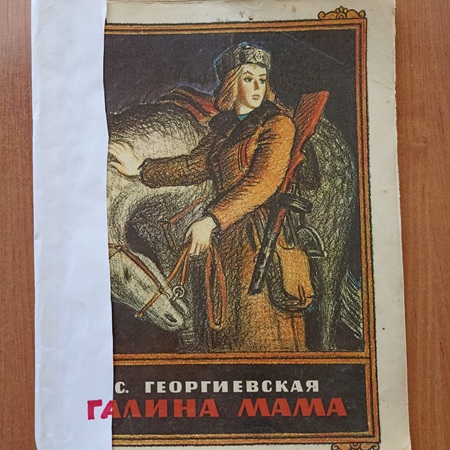 С. ГЕОРГИЕВСКАЯ
ГАЛИНА МАМА